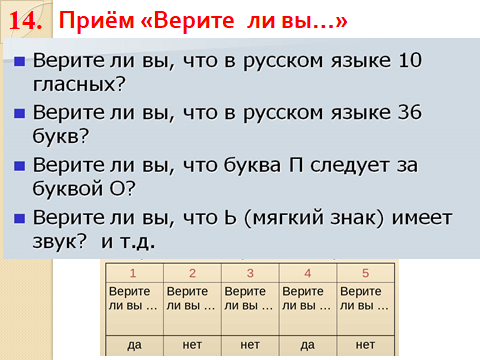 14. Приём «Верите ли вы…»
Верите ли вы, что в русском языке 10
гласных?
Верите ли вы, что в русском языке 36
букв?
Верите ли вы, что буква П следует за
буквой О?
Верите ли вы, что Ь (мягкий знак) имеет
звук? и т.д.
1 2 3 4 5
Верите Верите Верите Верите Верите
ли вы … ли вы … ли вы … ли вы … ли вы …
да нет нет да нет